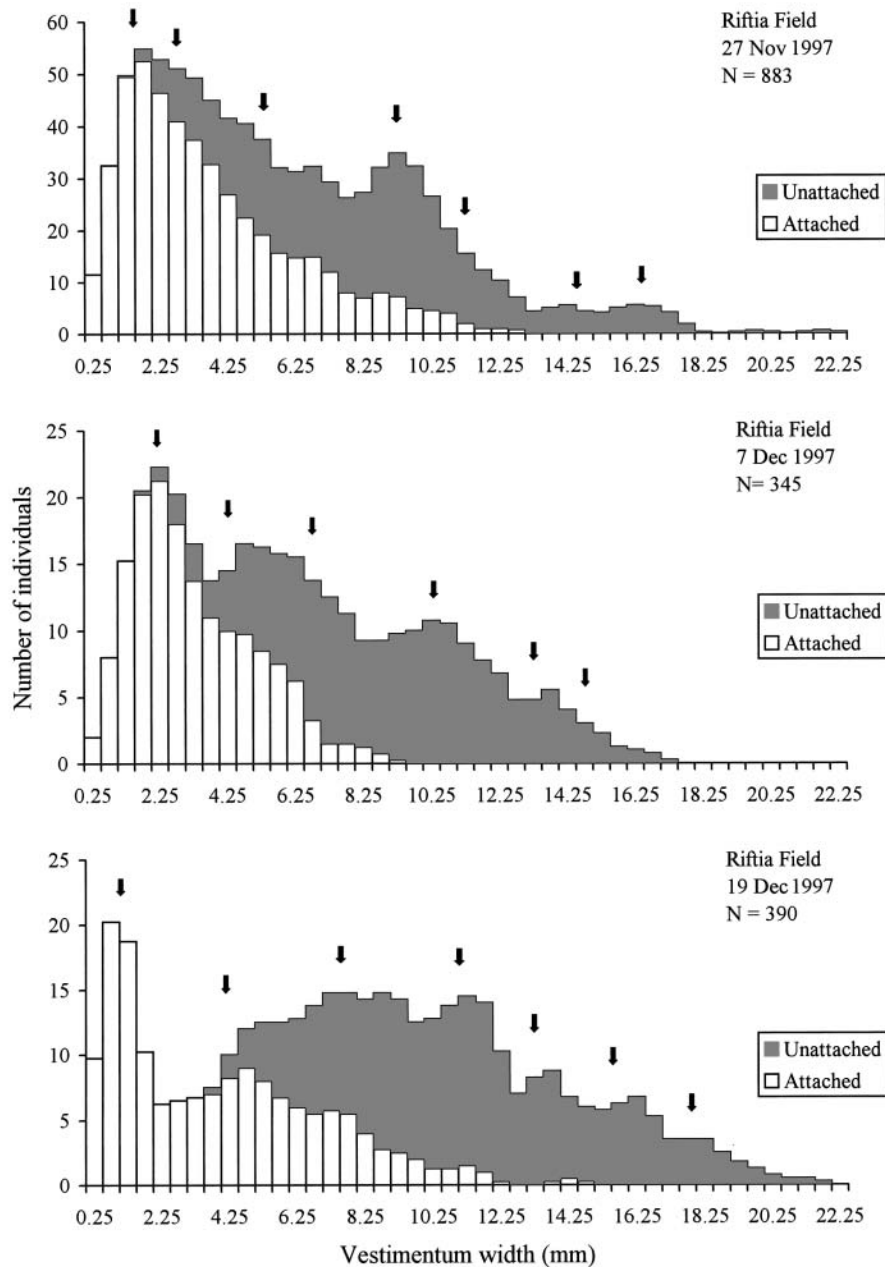 60
50
40
30
20
10
0
Riftia Field
27 Nov 1997
N = 883
Unattached
Attached
0.25 2.25 4.25 6.25 8.25 10.25 12.25 14.25 16.25 18.25 20.25 22.25
Number of individuals
25
20
15
10
5
0
Riftia Field
7 Dec 1997
N= 345
Unattached
Attached
0.25 2.25 4.25 6.25 8.25 10.25 12.25 14.25 16.25 18.25 20.25 22.25
25
20
15
10
5
0
Riftia Field
19 Dec 1997
N = 390
Unattached
Attached
0.25 2.25 4.25 6.25 8.25 10.25 12.25 14.25 16.25 18.25 20.25 22.25
Vestimentum width (mm)